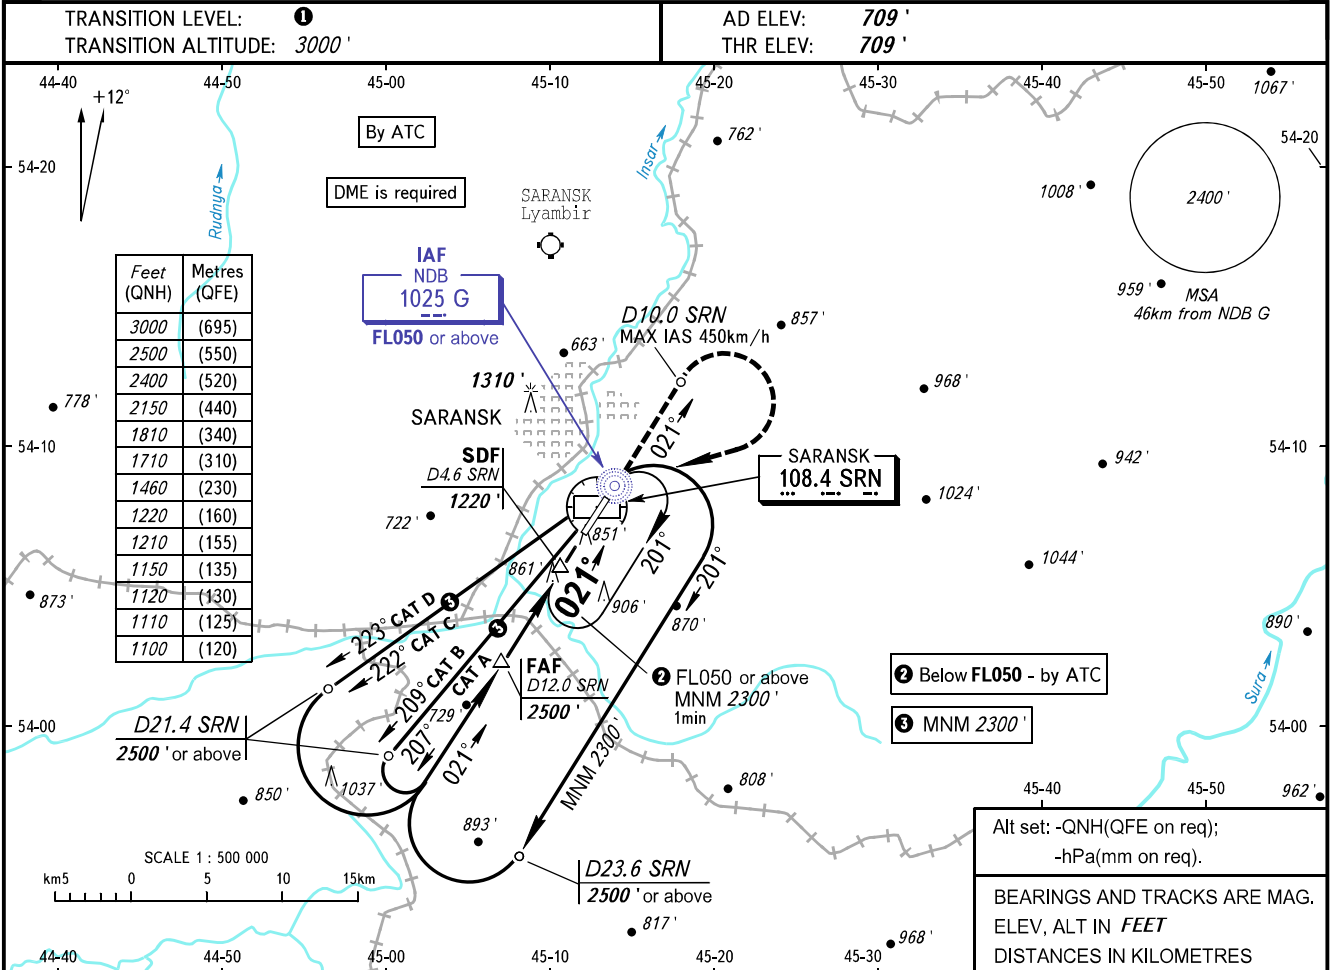 TRANSITION LEVEL: ❶
TRANSITION ALTITUDE: 3000 '
AD ELEV: 709 '
THR ELEV: 709 '
44-40 44-50 45-00 45-10 45-20 45-30 45-40 45-50
1067 '
+12°
By ATC
762 '
54-20
54-20
Insar
Rudnya
DME is required
SARANSK
Lyambir
1008 '
2400 '
MSA
46km from NDB G
959 '
IAF
NDB
1025 G
FL050 or above
Feet (QNH) Metres (QFE)
3000 (695)
2500 (550)
2400 (520)
2150 (440)
1810 (340)
1710 (310)
1460 (230)
1220 (160)
1210 (155)
1150 (135)
1120 (130)
1110 (125)
1100 (120)
D10.0 SRN
MAX IAS 450km/h
857 '
663 '
1310 '
968 '
778 '
SARANSK
54-10
54-10
021°
SDF
D4.6 SRN
1220 '
SARANSK
108.4 SRN
942 '
1024 '
722 '
851 '
201°
201°
861 '
021°
906 '
1044 '
873 '
870 '
890 '
223° CAT D ❸
222° CAT C
209° CAT B ❸
CAT A
207°
021°
729 '
FAF
D12.0 SRN
2500 '
❷ FL050 or above
MNM 2300 '
1min
❷ Below FL050 - by ATC
❸ MNM 2300 '
Sura
D21.4 SRN
2500 ' or above
54-00
54-00
MNM 2300 '
1037 '
850 '
808 '
45-40 45-50
962 '
893 '
SCALE 1 : 500 000
km5 0 5 10 15km
D23.6 SRN
2500 ' or above
817 '
968 '
Alt set: -QNH(QFE on req);
-hPa(mm on req).
BEARINGS AND TRACKS ARE MAG.
ELEV, ALT IN FEET
DISTANCES IN KILOMETRES
44-40 44-50 45-00 45-10 45-20 45-30